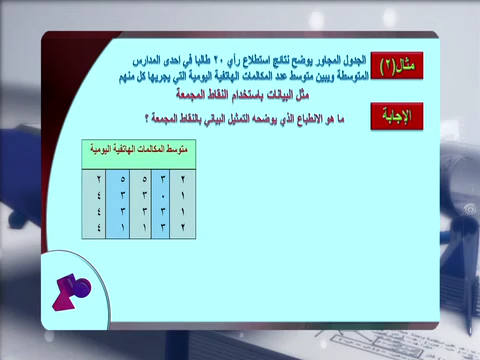 مثال(٢)
الجدول المجاور يوضح نتائج استطلاع رأي ٢٠ طالبا في احدى المدارس
المتوسطة ويبين متوسط عدد المكالمات الهاتفية اليومية التي يجريها كل منهم
مثل البيانات باستخدام النقاط المجمعة
الإجابة
ما هو الانطباع الذي يوضحه التمثيل البياني بالنقاط المجمعة ؟
متوسط المكالمات الهاتفية اليومية
٢ ٥ ٥ ٣ ٢
٤ ٣ ٣ ٠ ١
٤ ٣ ٣ ٣ ١
٤ ١ ١ ٣ ٢